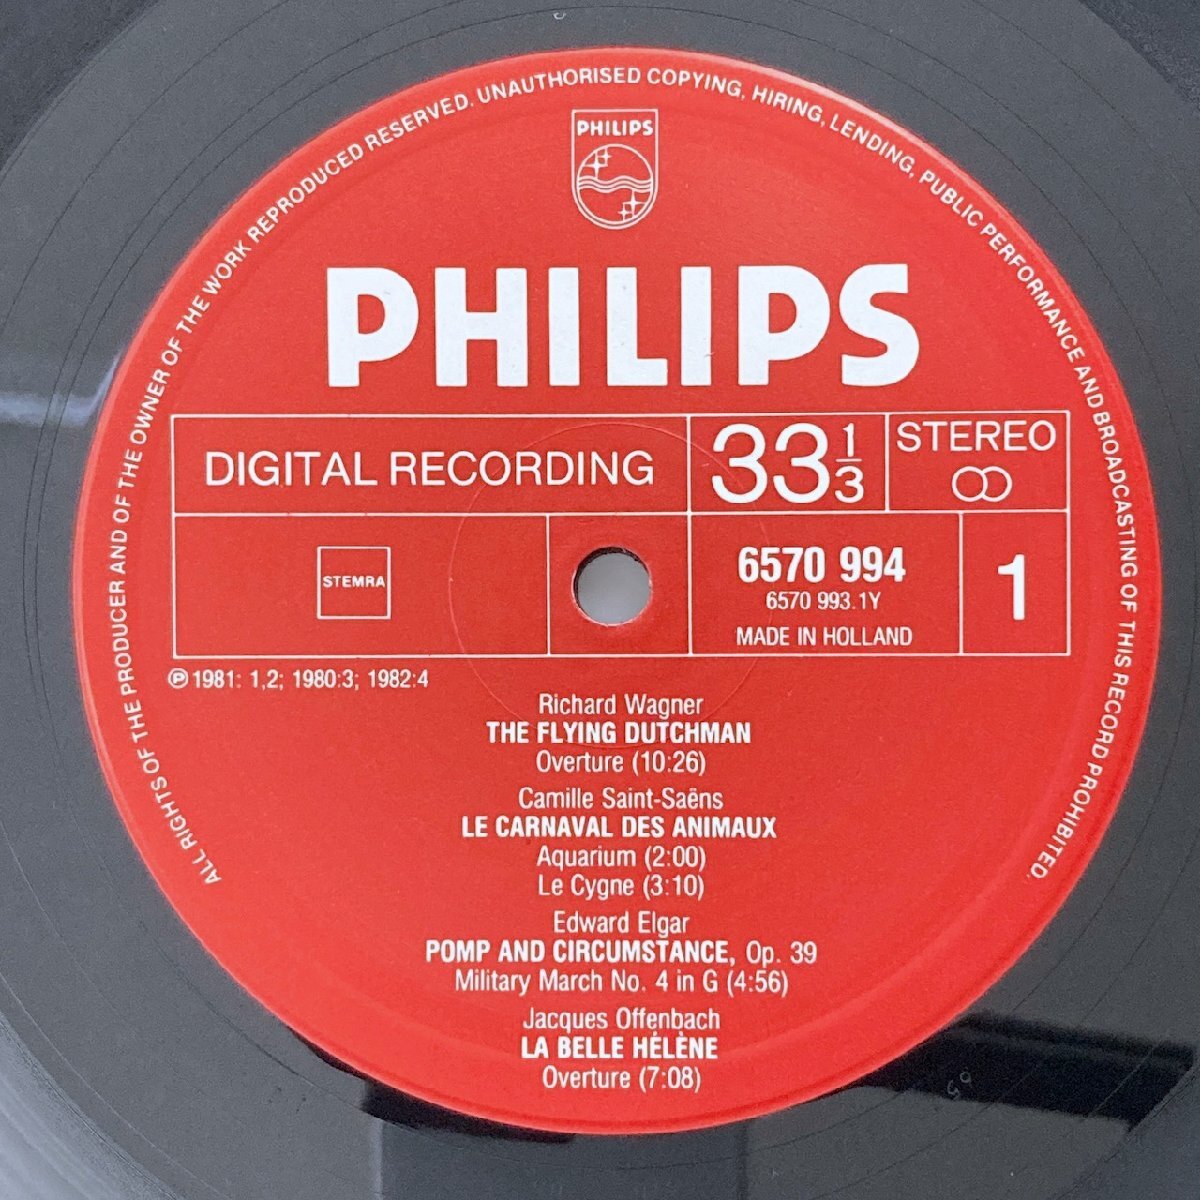 ALL RIGHTS OF THE PRODUCER AND OF THE OWNER OF THE WORK REPRODUCED RESERVED. UNAUTHORISED COPYING, HIRING, LENDING, PUBLIC PERFORMANCE AND BROADCASTING OF THIS RECORD PROHIBITED.
PHILIPS
PHILIPS
DIGITAL RECORDING
33 1/3
STEREO
STEMRA
6570 994
6570 993.1Y
MADE IN HOLLAND
1
℗ 1981: 1,2; 1980:3; 1982:4
Richard Wagner
THE FLYING DUTCHMAN
Overture (10:26)
Camille Saint-Saëns
LE CARNAVAL DES ANIMAUX
Aquarium (2:00)
Le Cygne (3:10)
Edward Elgar
POMP AND CIRCUMSTANCE, Op. 39
Military March No. 4 in G (4:56)
Jacques Offenbach
LA BELLE HÉLÈNE
Overture (7:08)